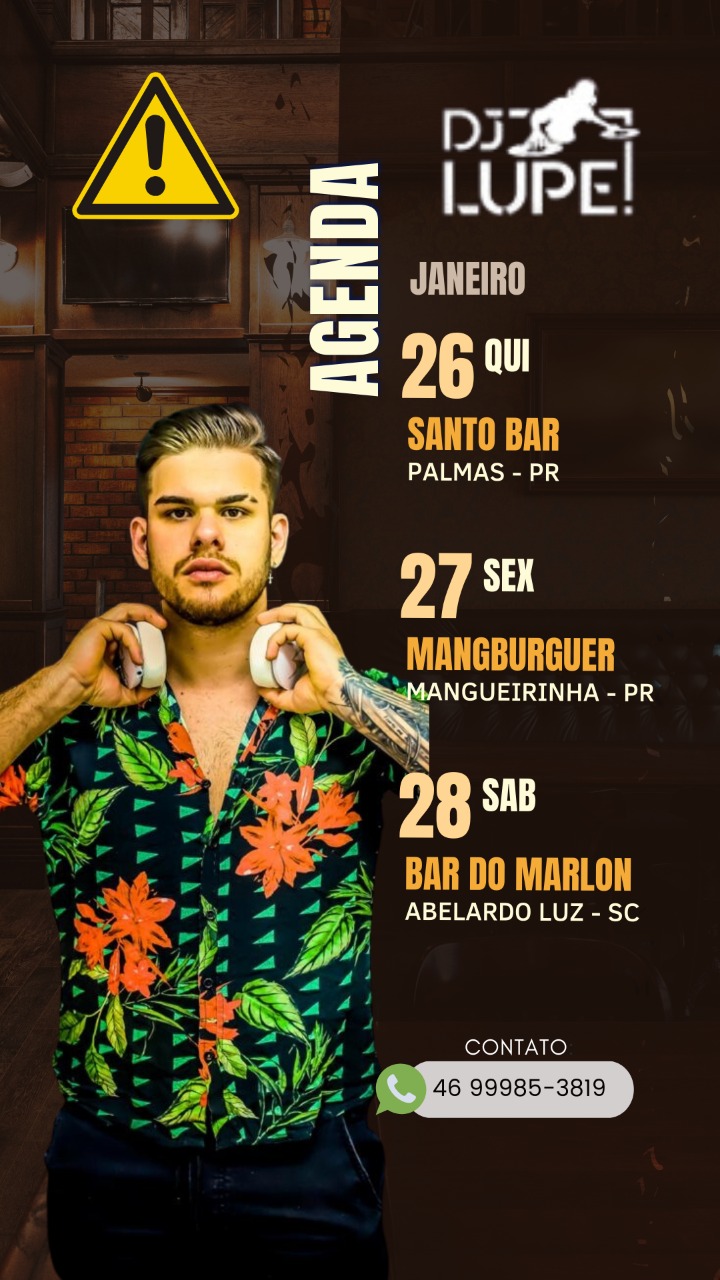 DJ
LUPE!
AGENDA
JANEIRO
26 QUI
SANTO BAR
PALMAS - PR
27 SEX
MANGBURGUER
MANGUEIRINHA - PR
28 SAB
BAR DO MARLON
ABELARDO LUZ - SC
CONTATO
46 99985-3819